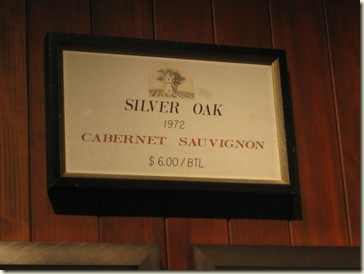 SILVER OAK
1972
CABERNET SAUVIGNON
$ 6.00 / BTL.